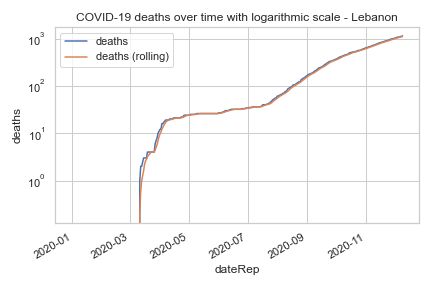 COVID-19 deaths over time with logarithmic scale - Lebanon
deaths
deaths (rolling)
10³
10²
10¹
10⁰
deaths
2020-01
2020-03
2020-05
2020-07
2020-09
2020-11
dateRep